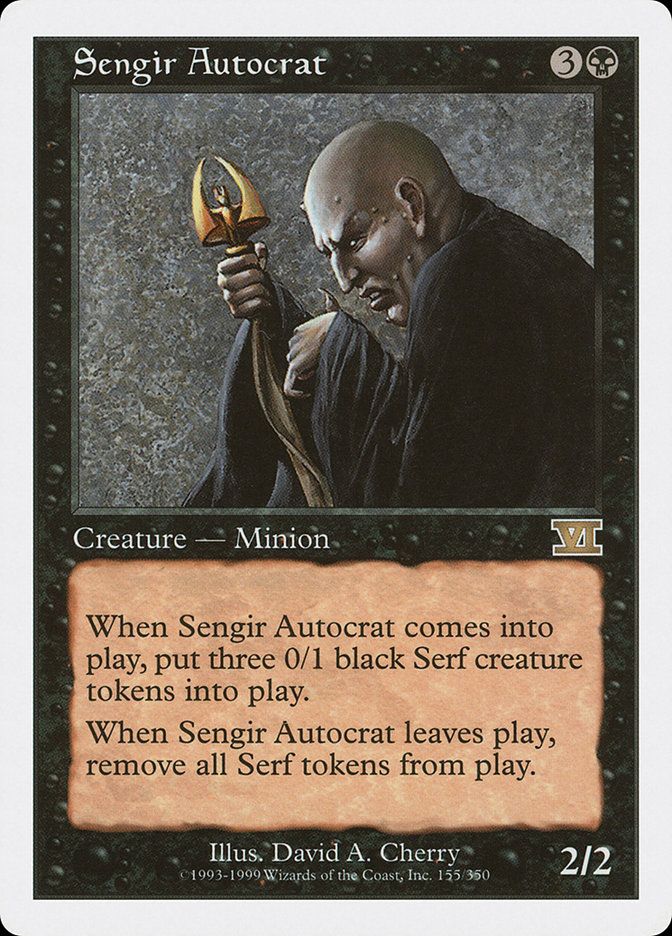 Sengir Autocrat 3
Creature — Minion VI
When Sengir Autocrat comes into
play, put three 0/1 black Serf creature
tokens into play.
When Sengir Autocrat leaves play,
remove all Serf tokens from play.
Illus. David A. Cherry
2/2
©1993-1999 Wizards of the Coast, Inc. 155/350